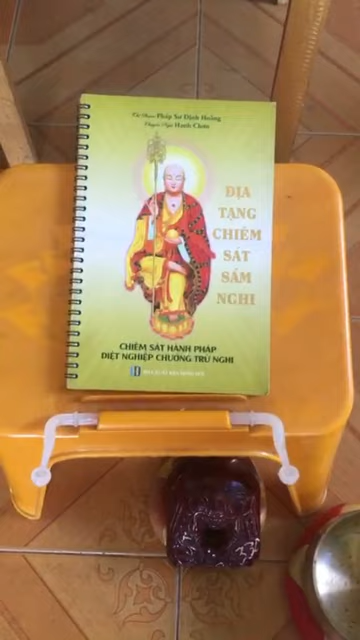 Pháp Sư Định Hoằng
Hạnh Chơn
ĐỊA
TẠNG
CHIÊM
SÁT
SÁM
NGHI
CHIÊM SÁT HÀNH PHÁP
DIỆT NGHIỆP CHƯỚNG TRỪ NGHI